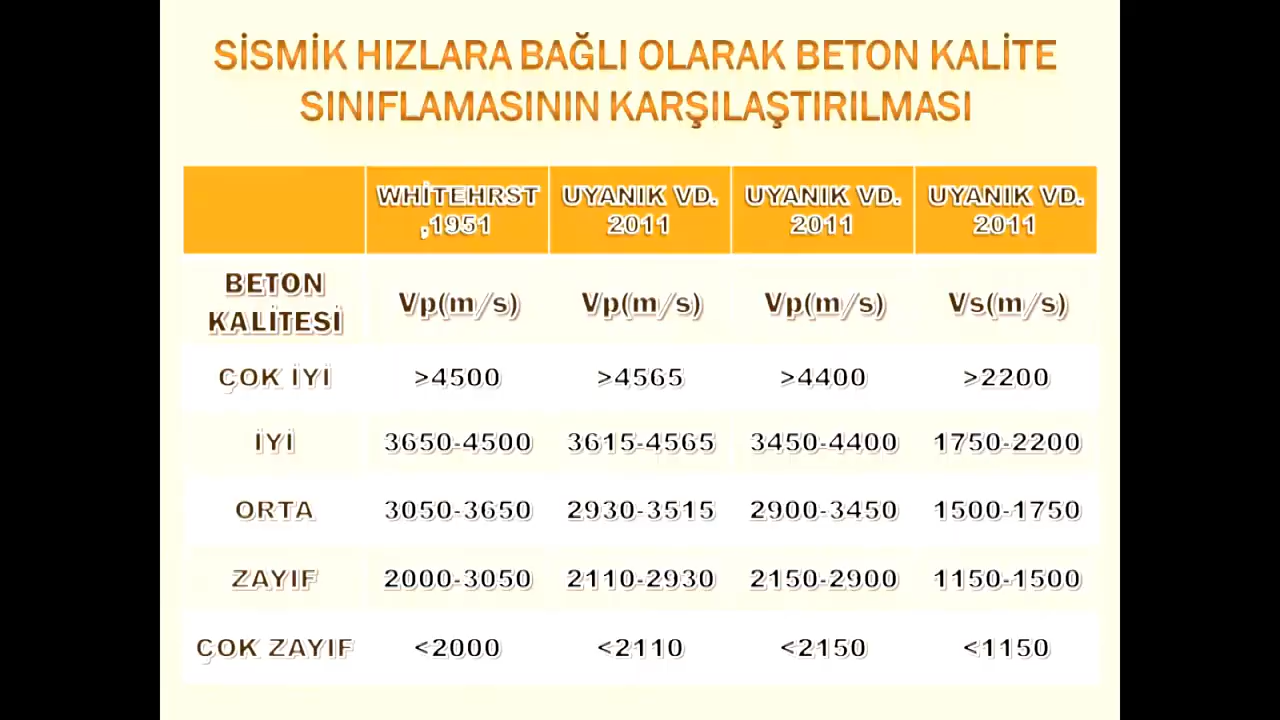 SİSMİK HIZLARA BAĞLI OLARAK BETON KALİTE
SINIFLAMASININ KARŞILAŞTIRILMASI
WHİTEHRST UYANIK VD. UYANIK VD. UYANIK VD.
,1951 2011 2011 2011
BETON
KALİTESİ Vp(m/s) Vp(m/s) Vp(m/s) Vs(m/s)
ÇOK İYİ >4500 >4565 >4400 >2200
İYİ 3650-4500 3615-4565 3450-4400 1750-2200
ORTA 3050-3650 2930-3515 2900-3450 1500-1750
ZAYIF 2000-3050 2110-2930 2150-2900 1150-1500
ÇOK ZAYIF <2000 <2110 <2150 <1150